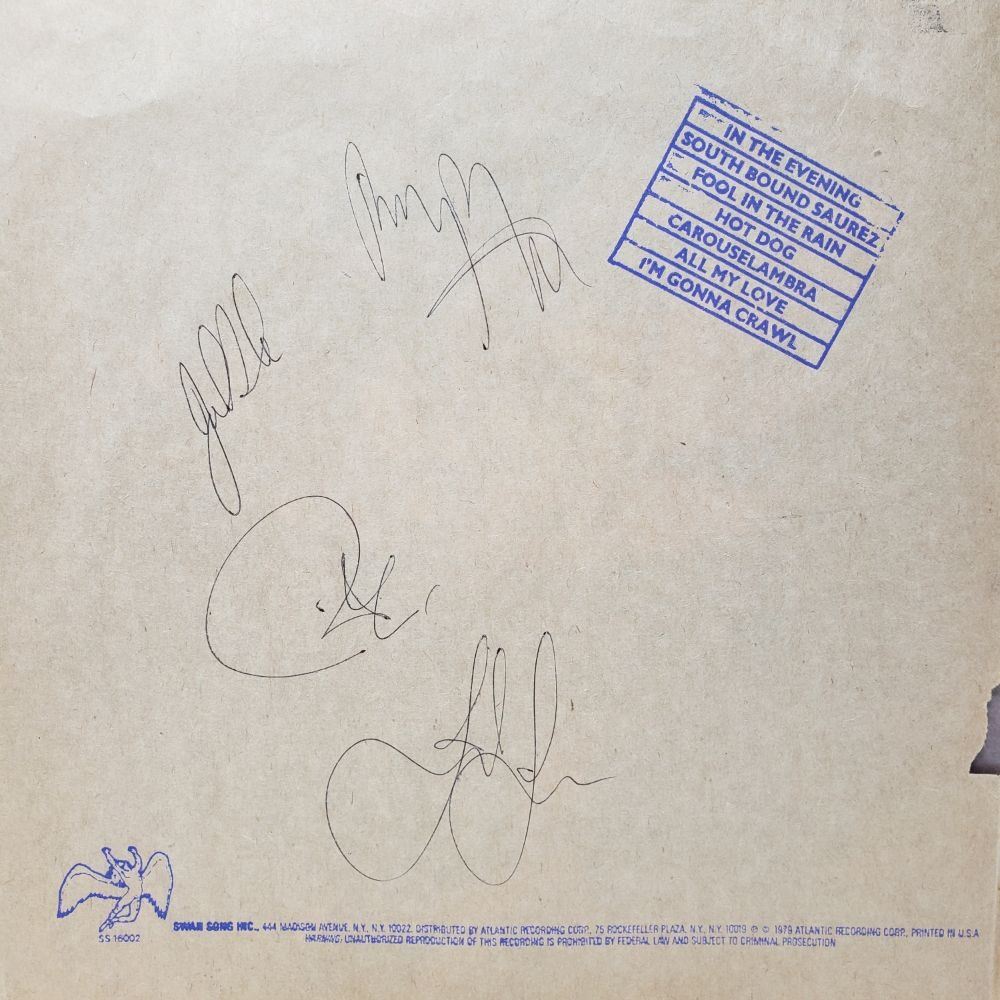 IN THE EVENING
SOUTH BOUND SAUREZ
FOOL IN THE RAIN
HOT DOG
CAROUSELAMBRA
ALL MY LOVE
I'M GONNA CRAWL
SS 16002
SWAN SONG INC., 444 MADISON AVENUE, N.Y., N.Y. 10022. DISTRIBUTED BY ATLANTIC RECORDING CORP., 75 ROCKEFELLER PLAZA, N.Y., N.Y. 10019 ℗ © 1979 ATLANTIC RECORDING CORP., PRINTED IN U.S.A
WARNING: UNAUTHORIZED REPRODUCTION OF THIS RECORDING IS PROHIBITED BY FEDERAL LAW AND SUBJECT TO CRIMINAL PROSECUTION